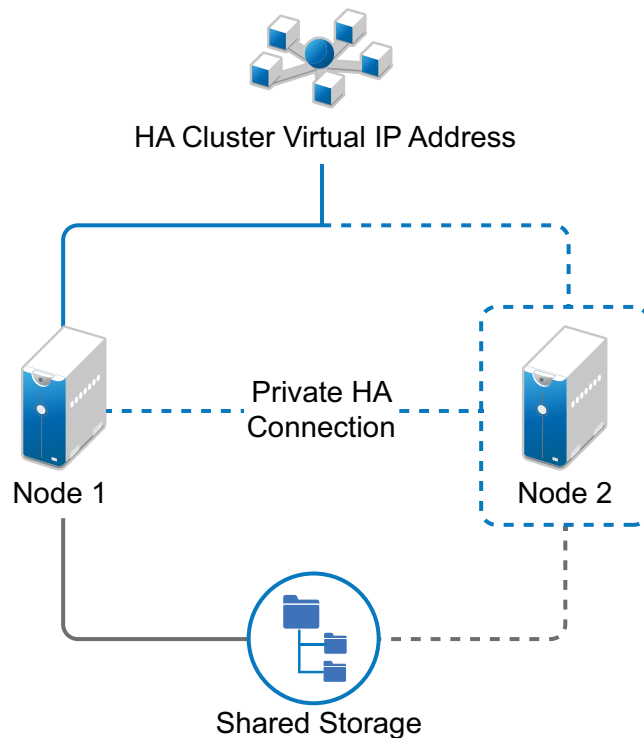 HA Cluster Virtual IP Address
Private HA
Connection
Node 1
Node 2
Shared Storage